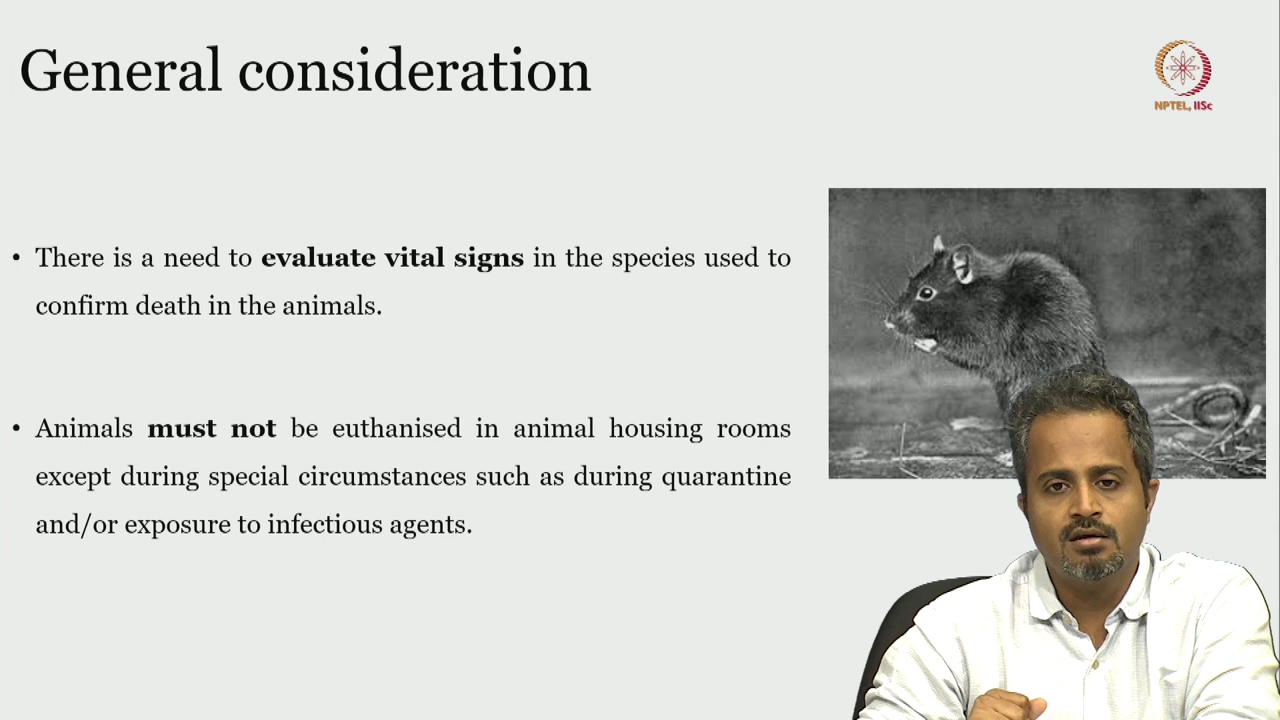 General consideration
NPTEL, IISc
• There is a need to evaluate vital signs in the species used to
confirm death in the animals.
• Animals must not be euthanised in animal housing rooms
except during special circumstances such as during quarantine
and/or exposure to infectious agents.